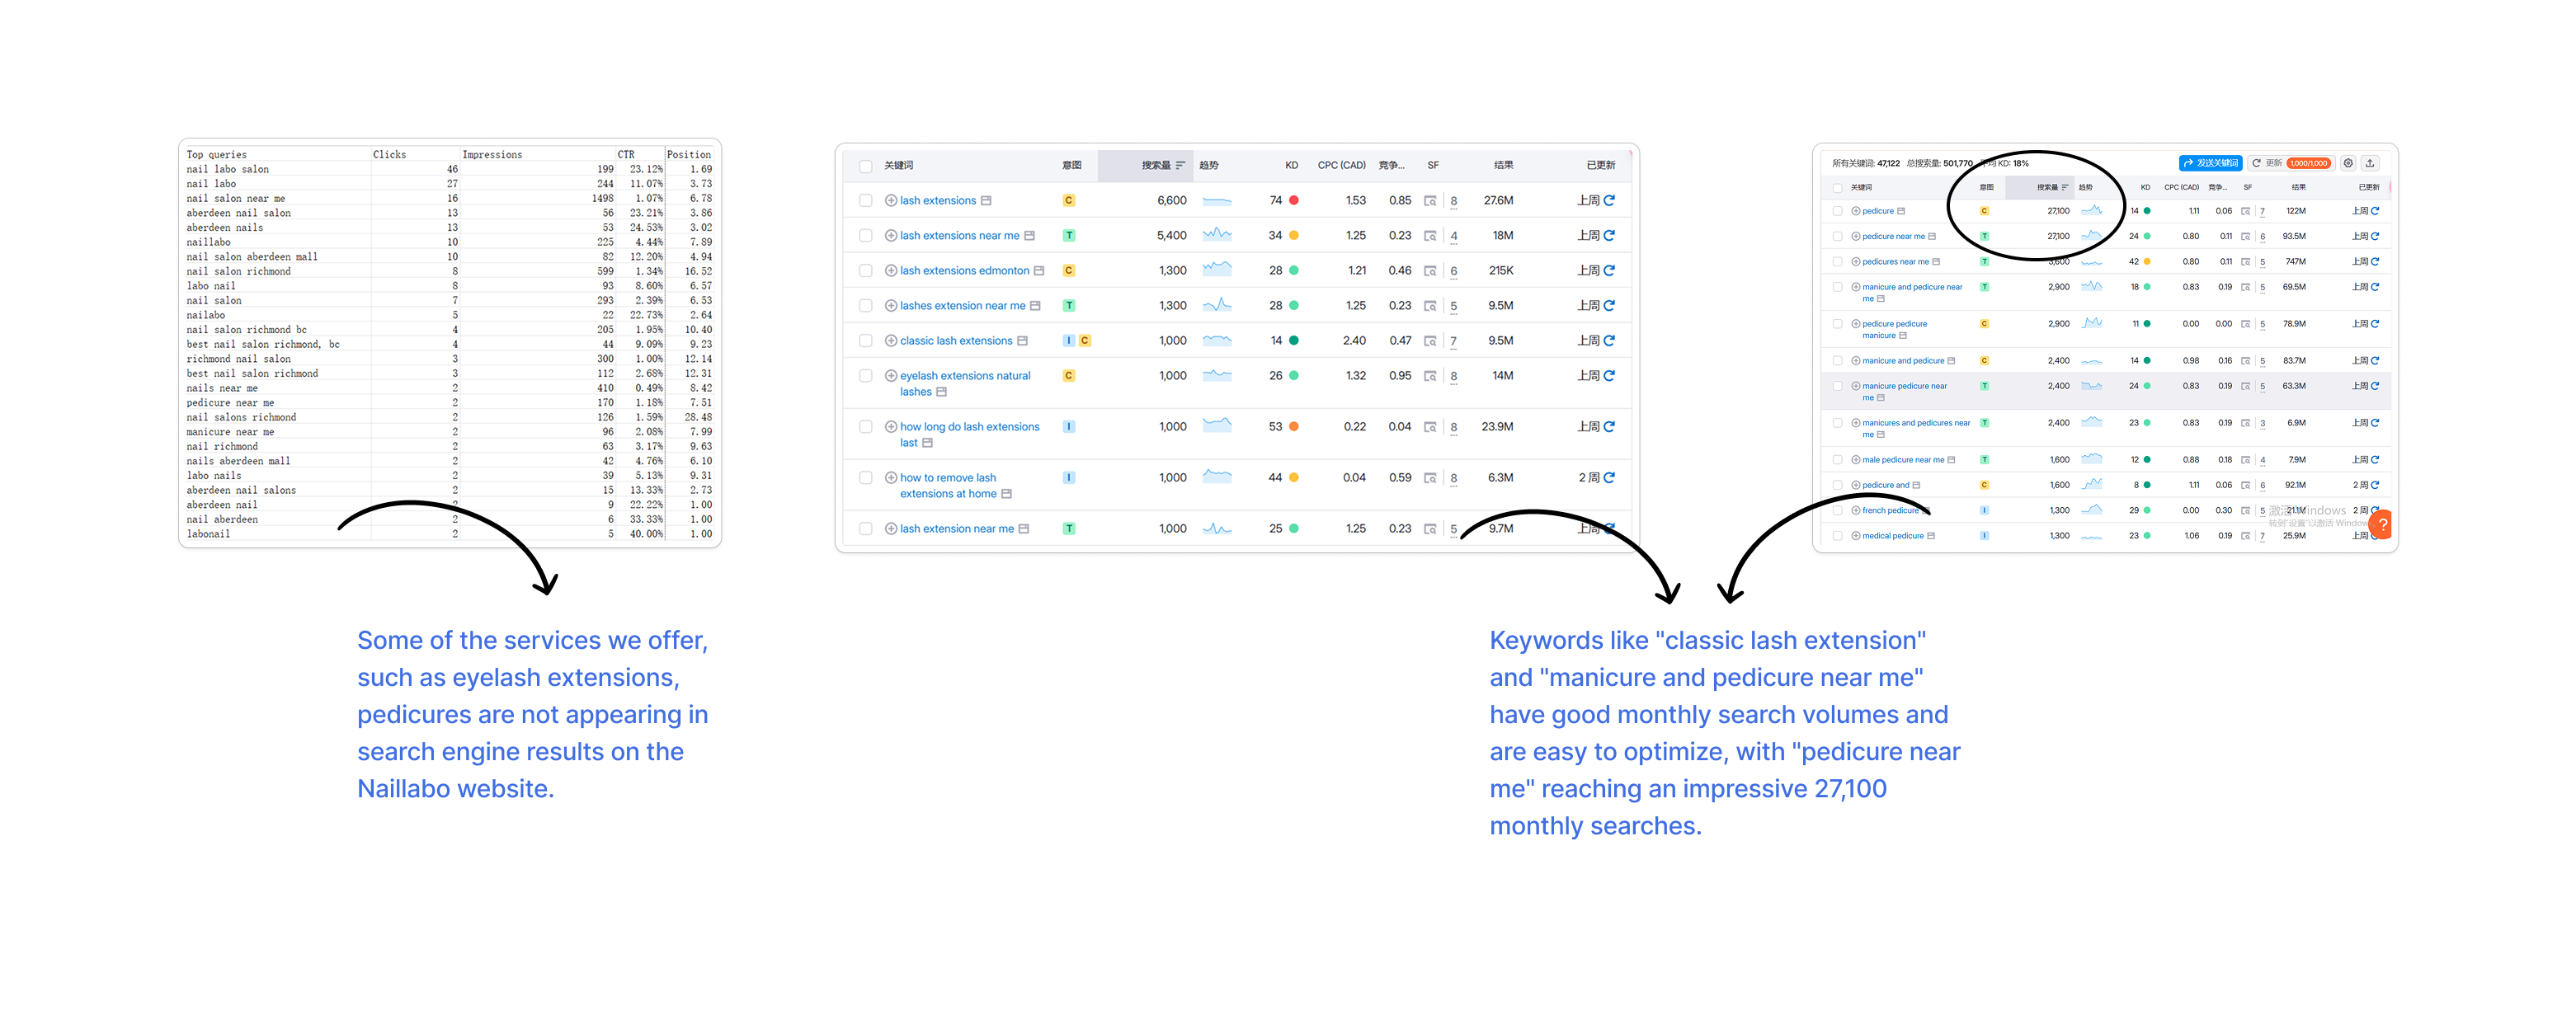 Top queries Clicks Impressions CTR Position
nail labo salon 46 199 23.12% 1.69
nail labo 27 244 11.07% 3.73
nail salon near me 16 1498 1.07% 6.78
aberdeen nail salon 13 56 23.21% 3.86
aberdeen nails 13 53 24.53% 3.02
naillabo 10 225 4.44% 7.89
nail salon aberdeen mall 10 82 12.20% 4.94
nail salon richmond 8 599 1.34% 16.52
labo nail 8 93 8.60% 6.57
nail salon 7 293 2.39% 6.53
nailabo 5 22 22.73% 2.64
nail salon richmond bc 4 205 1.95% 10.40
best nail salon richmond, bc 4 44 9.09% 9.23
richmond nail salon 3 300 1.00% 12.14
best nail salon richmond 3 112 2.68% 12.31
nails near me 2 410 0.49% 8.42
pedicure near me 2 170 1.18% 7.51
nail salons richmond 2 126 1.59% 28.48
manicure near me 2 96 2.08% 7.99
nail richmond 2 63 3.17% 9.63
nails aberdeen mall 2 42 4.76% 6.10
labo nails 2 39 5.13% 9.31
aberdeen nail salons 2 15 13.33% 2.73
aberdeen nail 2 9 22.22% 1.00
nail aberdeen 2 6 33.33% 1.00
labonail 2 5 40.00% 1.00
Some of the services we offer,
such as eyelash extensions,
pedicures are not appearing in
search engine results on the
Naillabo website.
关键词 意图 搜索量 趋势 KD CPC (CAD) 竞争... SF 结果 已更新
lash extensions C 6,600 74 1.53 0.85 8 27.6M 上周
lash extensions near me T 5,400 34 1.25 0.23 4 18M 上周
lash extensions edmonton C 1,300 28 1.21 0.46 6 215K 上周
lashes extension near me T 1,300 28 1.25 0.23 5 9.5M 上周
classic lash extensions I C 1,000 14 2.40 0.47 7 9.5M 上周
eyelash extensions natural C 1,000 26 1.32 0.95 8 14M 上周
lashes
how long do lash extensions I 1,000 53 0.22 0.04 8 23.9M 上周
last
how to remove lash I 1,000 44 0.04 0.59 8 6.3M 2 周
extensions at home
lash extension near me T 1,000 25 1.25 0.23 5 9.7M 上周
所有关键词: 47,122 总搜索量: 501,770 平均 KD: 18% 发送关键词 更新 1,000/1,000
关键词 意图 搜索量 趋势 KD CPC (CAD) 竞争... SF 结果 已更新
pedicure C 27,100 14 1.11 0.06 7 122M 上周
pedicure near me T 27,100 24 0.80 0.11 6 93.5M 上周
pedicures near me T 3,600 42 0.80 0.11 5 747M 上周
manicure and pedicure near T 2,900 18 0.83 0.19 5 69.5M 上周
me
pedicure pedicure C 2,900 11 0.00 0.00 5 78.9M 上周
manicure
manicure and pedicure C 2,400 14 0.98 0.16 5 83.7M 上周
manicure pedicure near T 2,400 24 0.83 0.19 5 63.3M 上周
me
manicures and pedicures near T 2,400 23 0.83 0.19 3 6.9M 上周
me
male pedicure near me T 1,600 12 0.88 0.18 4 7.9M 上周
pedicure and C 1,600 8 1.11 0.06 6 92.1M 2 周
french pedicure I 1,300 29 0.00 0.30 5 2 周
激活 Windows
转到"设置"以激活 Windows
?
medical pedicure I 1,300 23 1.06 0.19 7 25.9M 上周
Keywords like "classic lash extension"
and "manicure and pedicure near me"
have good monthly search volumes and
are easy to optimize, with "pedicure near
me" reaching an impressive 27,100
monthly searches.